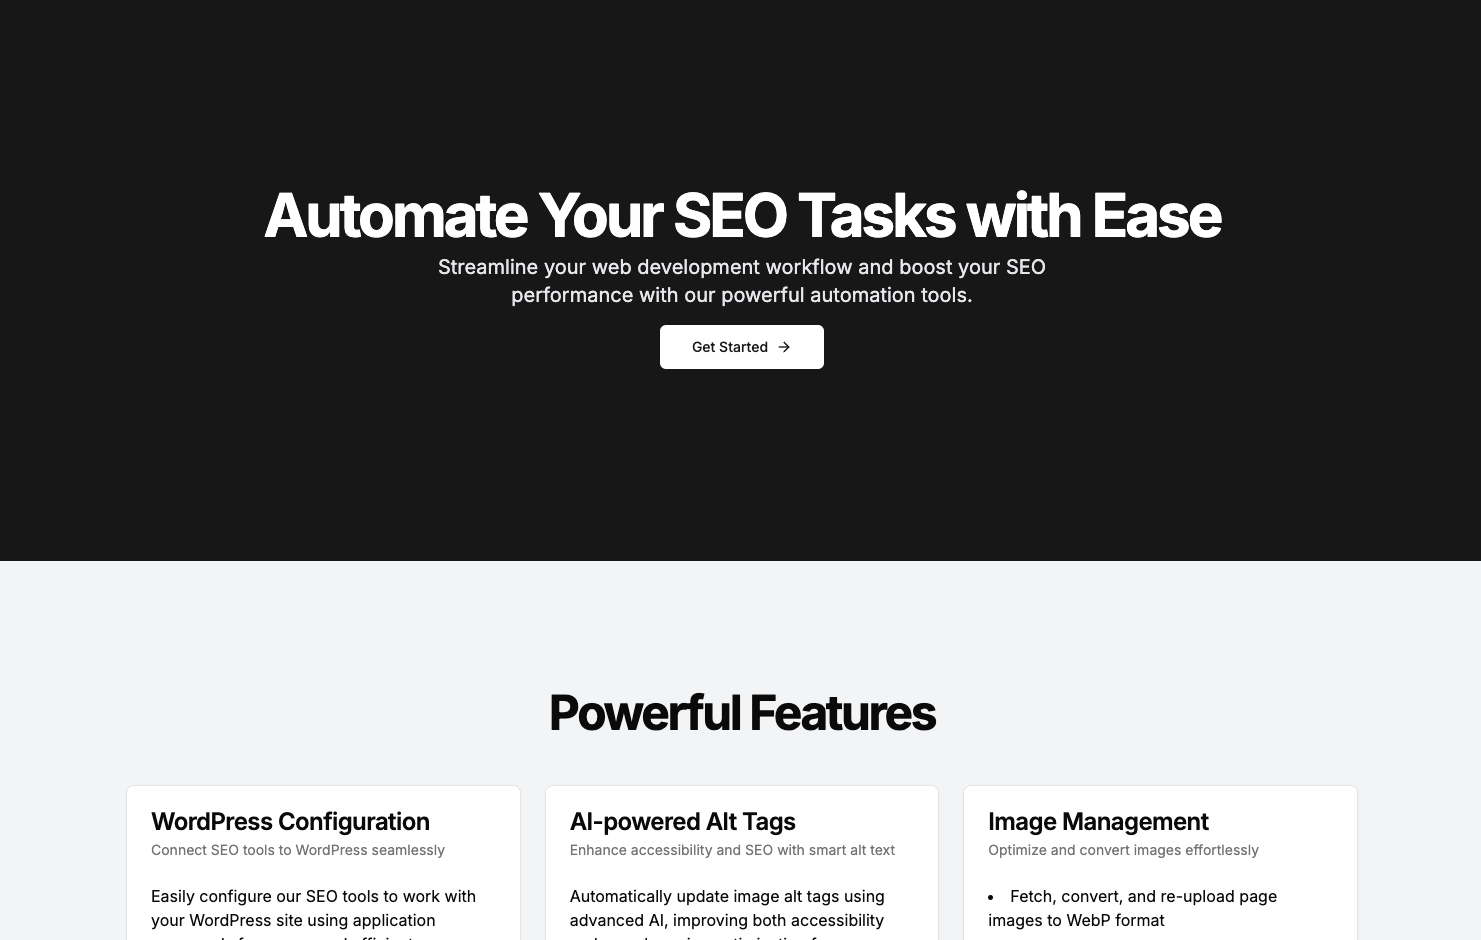 Automate Your SEO Tasks with Ease
Streamline your web development workflow and boost your SEO
performance with our powerful automation tools.
Get Started →
Powerful Features
WordPress Configuration
Connect SEO tools to WordPress seamlessly
Easily configure our SEO tools to work with
your WordPress site using application
AI-powered Alt Tags
Enhance accessibility and SEO with smart alt text
Automatically update image alt tags using
advanced AI, improving both accessibility
Image Management
Optimize and convert images effortlessly
• Fetch, convert, and re-upload page
images to WebP format